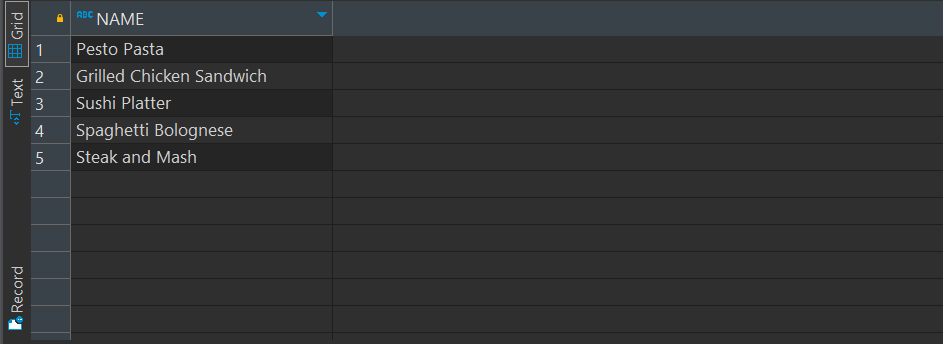 Grid
Text
Record
ABC NAME
1 Pesto Pasta
2 Grilled Chicken Sandwich
3 Sushi Platter
4 Spaghetti Bolognese
5 Steak and Mash